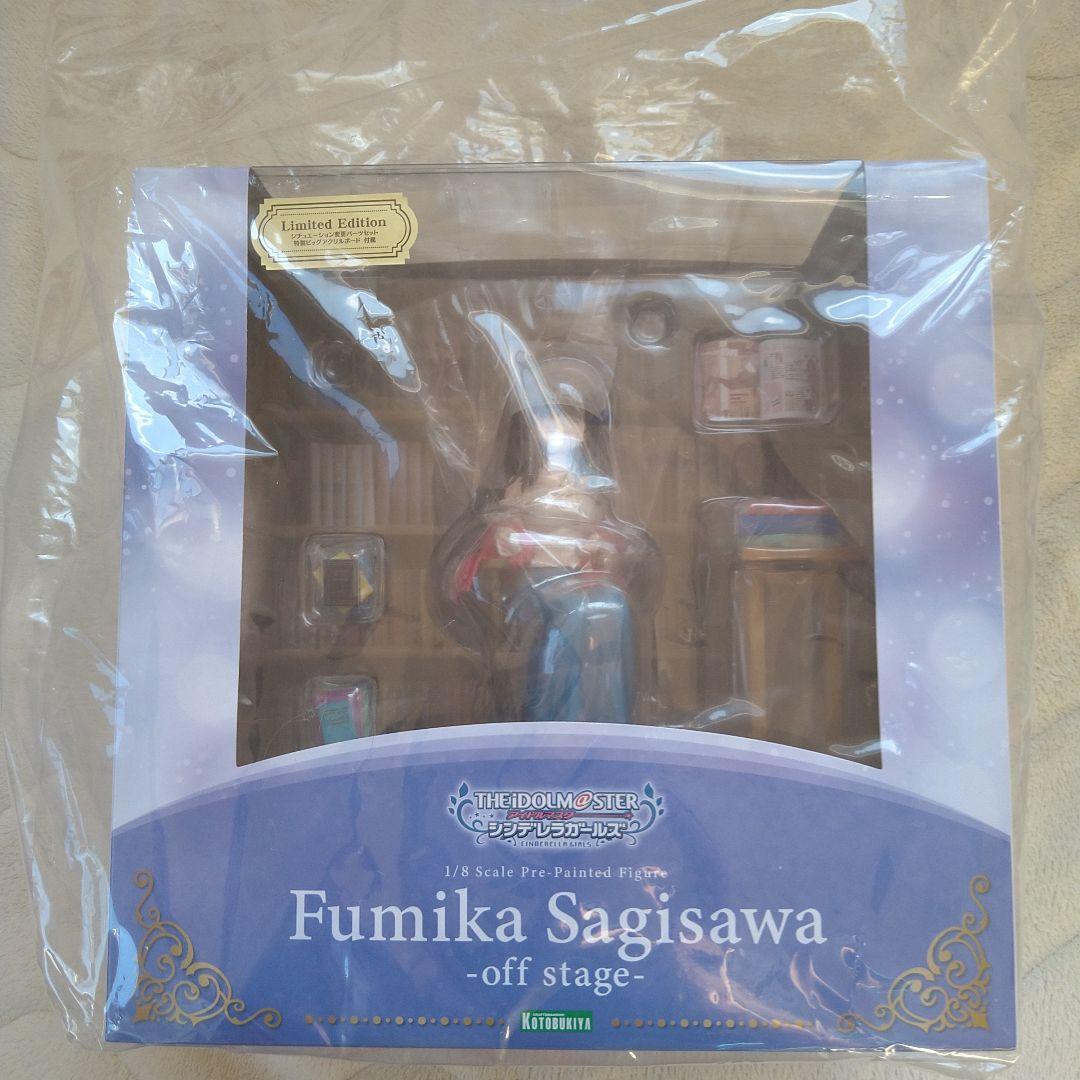 Limited Edition
シチュエーション変更パーツセット
特製ビッグアクリルボード 付属
THE iDOLM@STER
アイドルマスター
シンデレラガールズ
CINDERELLA GIRLS
1/8 Scale Pre-Painted Figure
Fumika Sagisawa
-off stage-
KOTOBUKIYA